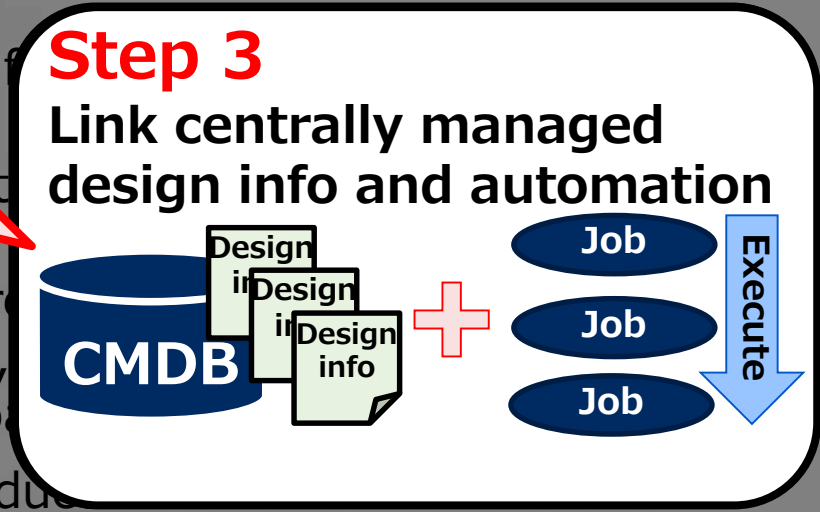 Step 3
Link centrally managed
design info and automation
Design
Design
Design
info
CMDB
Job
Job
Job
Execute